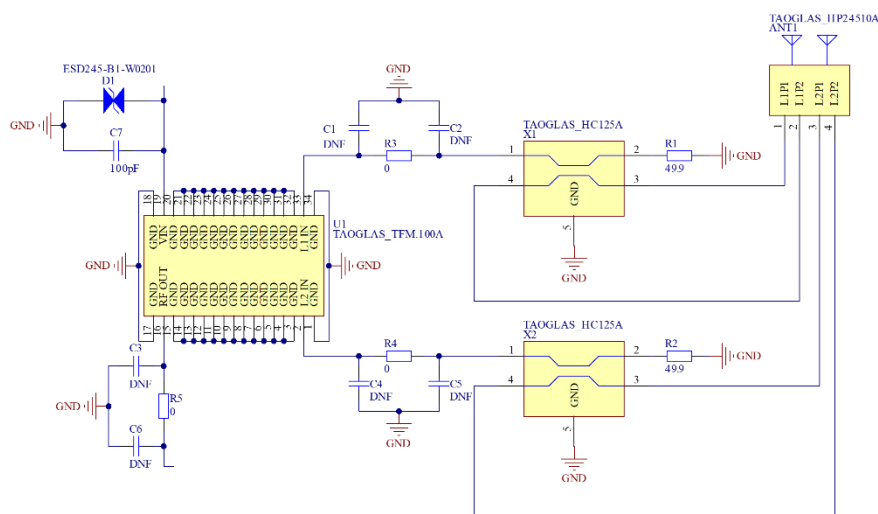 TAOGLAS_HP24510A
ANT1
L1P1
L1P2
L2P1
L2P2
1
2
3
4
ESD245-B1-W0201
D1
GND
C7
100pF
GND
C1
DNF
C2
DNF
R3
0
TAOGLAS_HC125A
X1
1
2
4
3
GND
5
GND
R1
49.9
GND
18
19
20
21
22
23
24
25
26
27
28
29
30
31
32
33
34
GND
VIN
GND
GND
GND
GND
GND
GND
GND
GND
GND
GND
GND
GND
GND
L1 IN
GND
U1
TAOGLAS_TFM.100A
GND
GND
GND
RF OUT
GND
GND
GND
GND
GND
GND
GND
GND
GND
GND
GND
GND
GND
L2 IN
GND
17
16
15
14
13
12
11
10
9
8
7
6
5
4
3
2
1
C3
DNF
R5
0
GND
C6
DNF
R4
0
C4
DNF
C5
DNF
GND
TAOGLAS_HC125A
X2
1
2
4
3
GND
5
GND
R2
49.9
GND